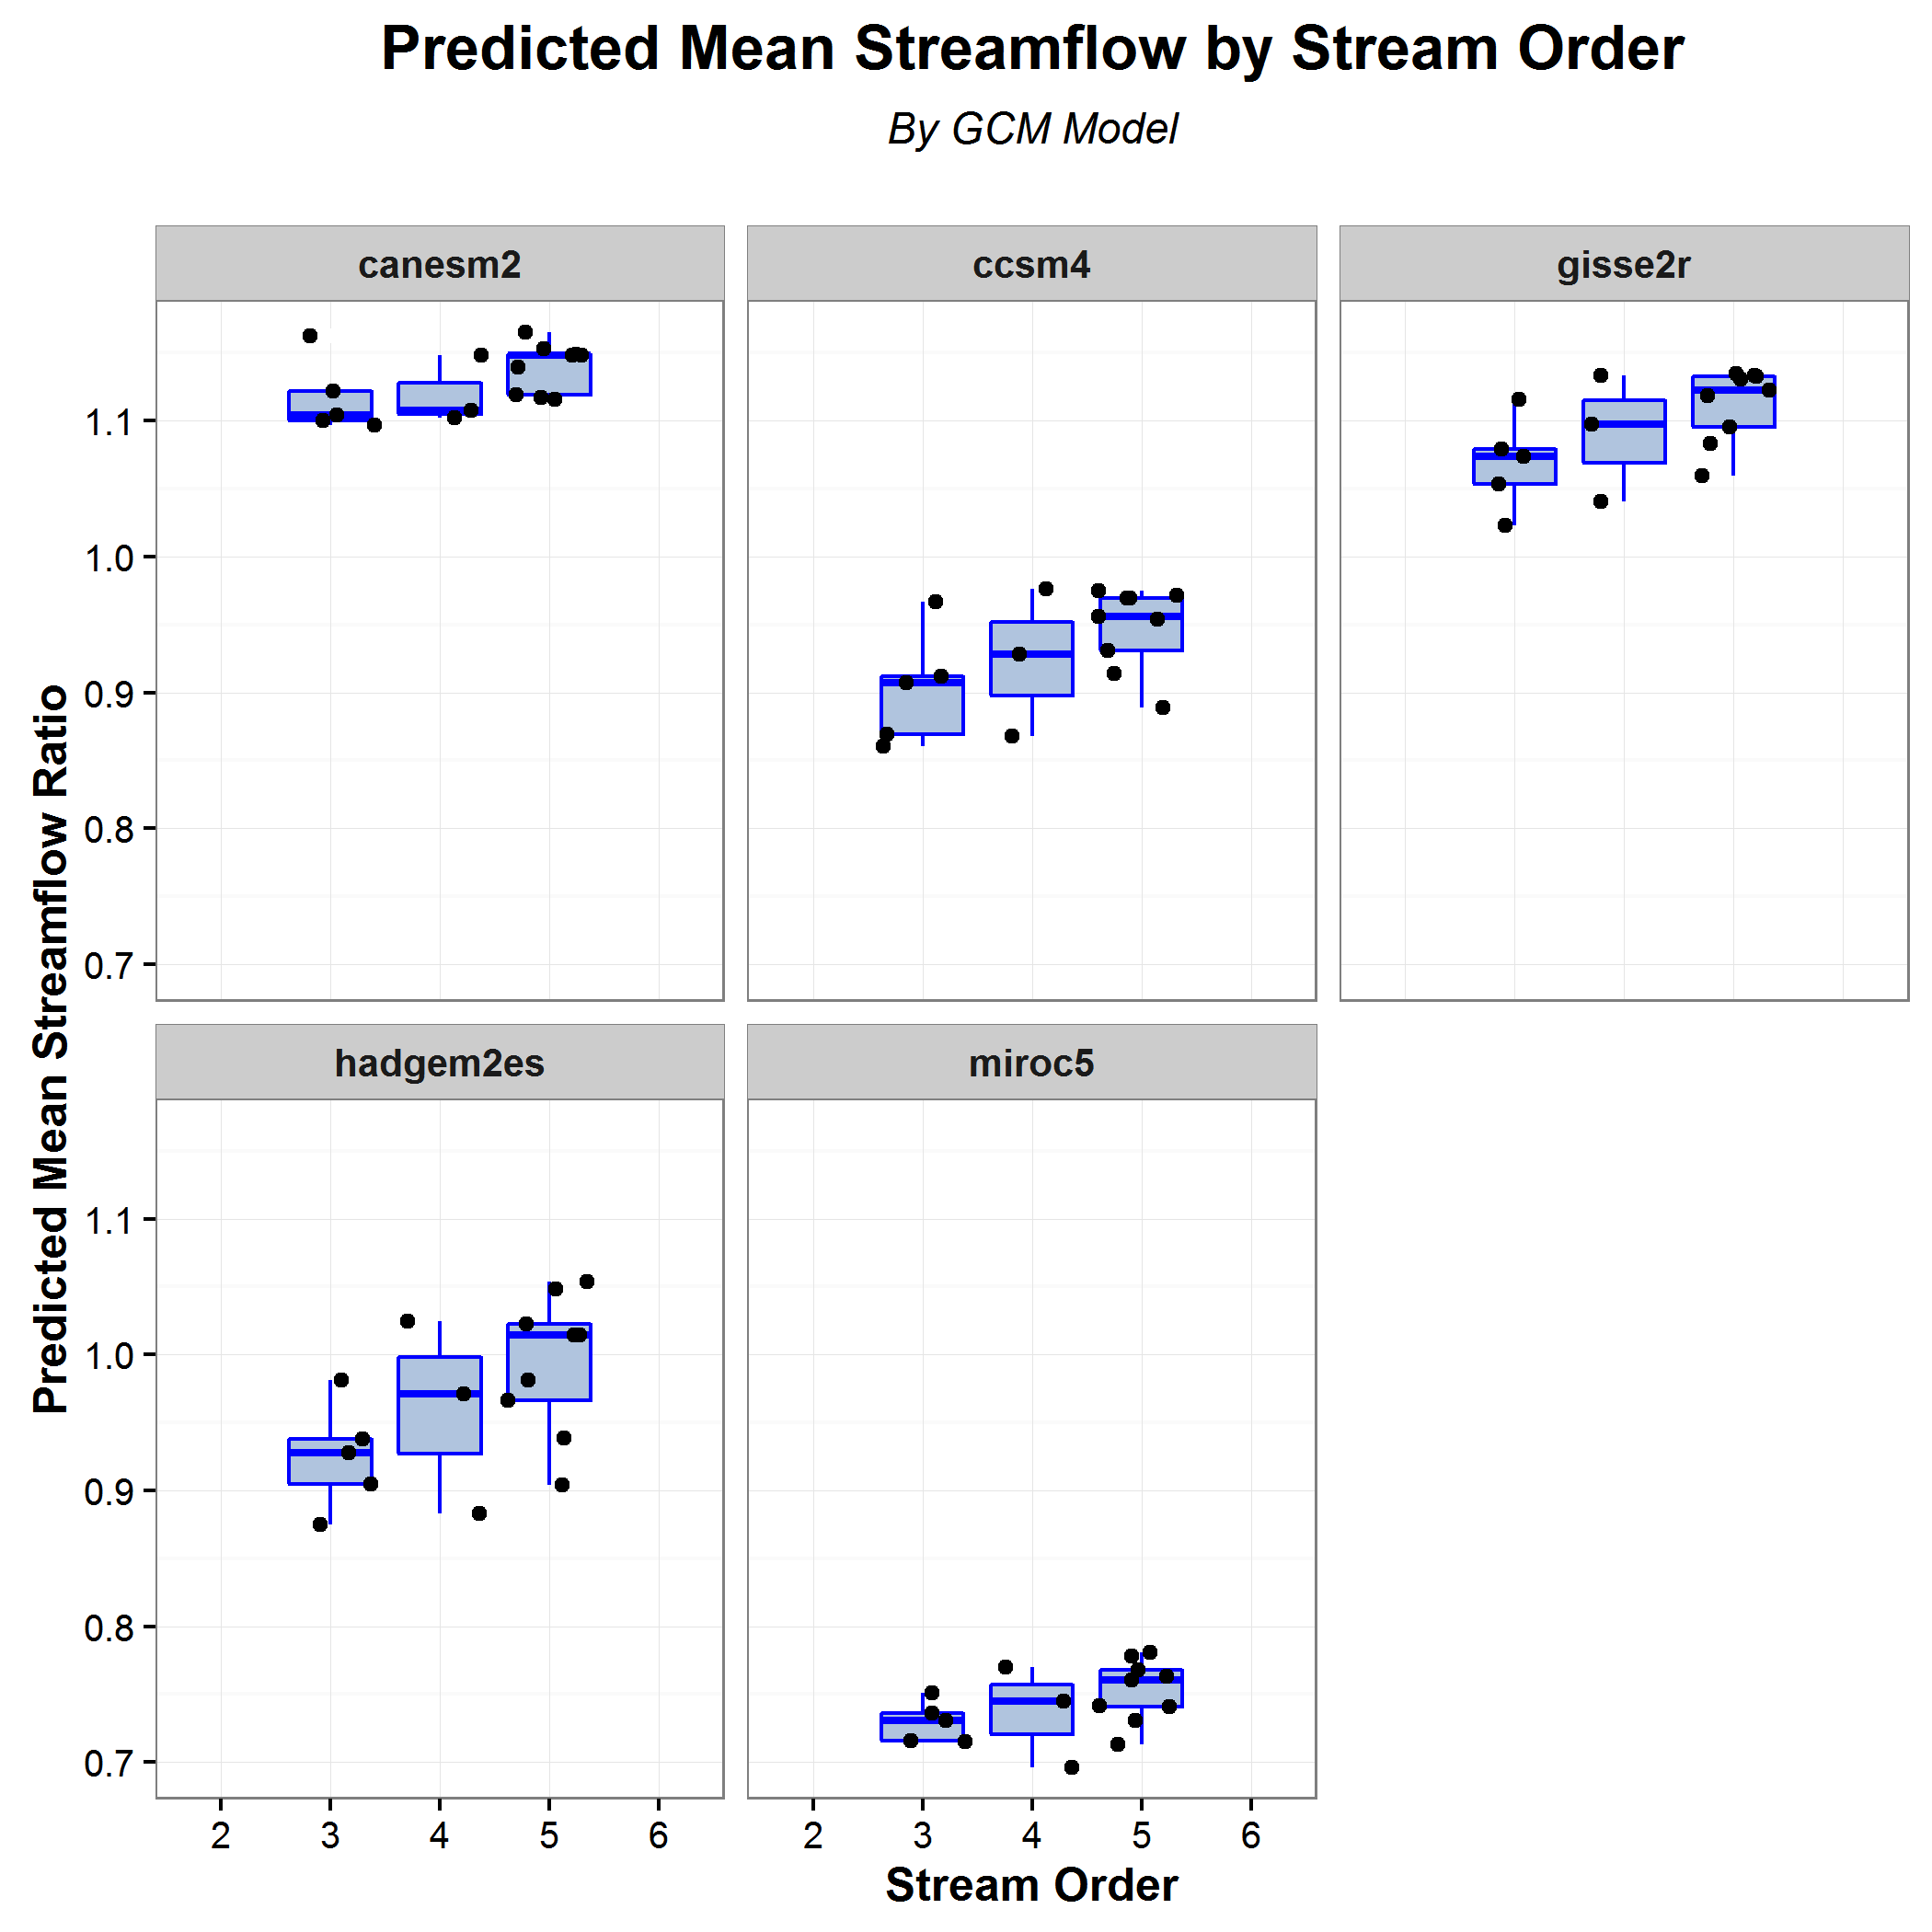 Predicted Mean Streamflow by Stream Order
By GCM Model
canesm2
ccsm4
gisse2r
1.1
1.0
0.9
0.8
0.7
Predicted Mean Streamflow Ratio
hadgem2es
miroc5
1.1
1.0
0.9
0.8
0.7
2 3 4 5 6 2 3 4 5 6
Stream Order